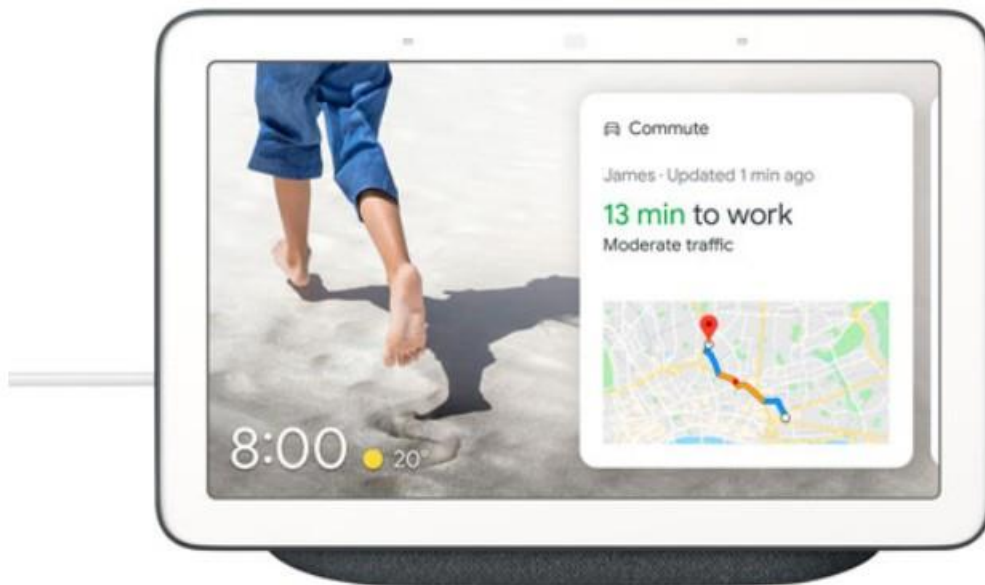 Commute
James · Updated 1 min ago
13 min to work
Moderate traffic
8:00 20°